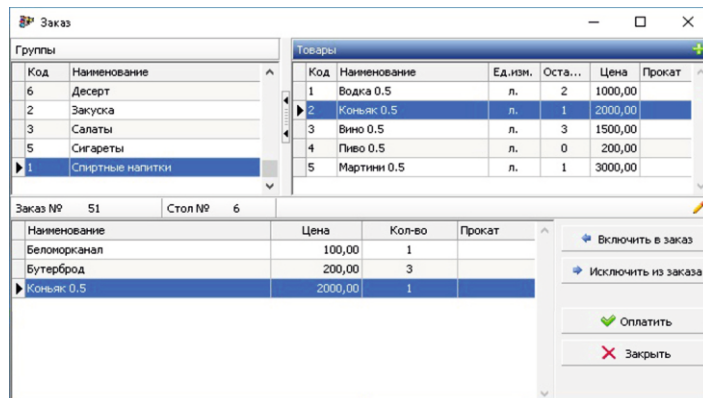 Заказ
Группы
Код Наименование
6 Десерт
2 Закуска
3 Салаты
5 Сигареты
1 Спиртные напитки
Товары
Код Наименование Ед.изм. Оста... Цена Прокат
1 Водка 0.5 л. 2 1000,00
2 Коньяк 0.5 л. 1 2000,00
3 Вино 0.5 л. 3 1500,00
4 Пиво 0.5 л. 0 200,00
5 Мартини 0.5 л. 1 3000,00
Заказ № 51 Стол № 6
Наименование Цена Кол-во Прокат
Беломорканал 100,00 1
Бутерброд 200,00 3
Коньяк 0.5 2000,00 1
Включить в заказ
Исключить из заказа
Оплатить
Закрыть